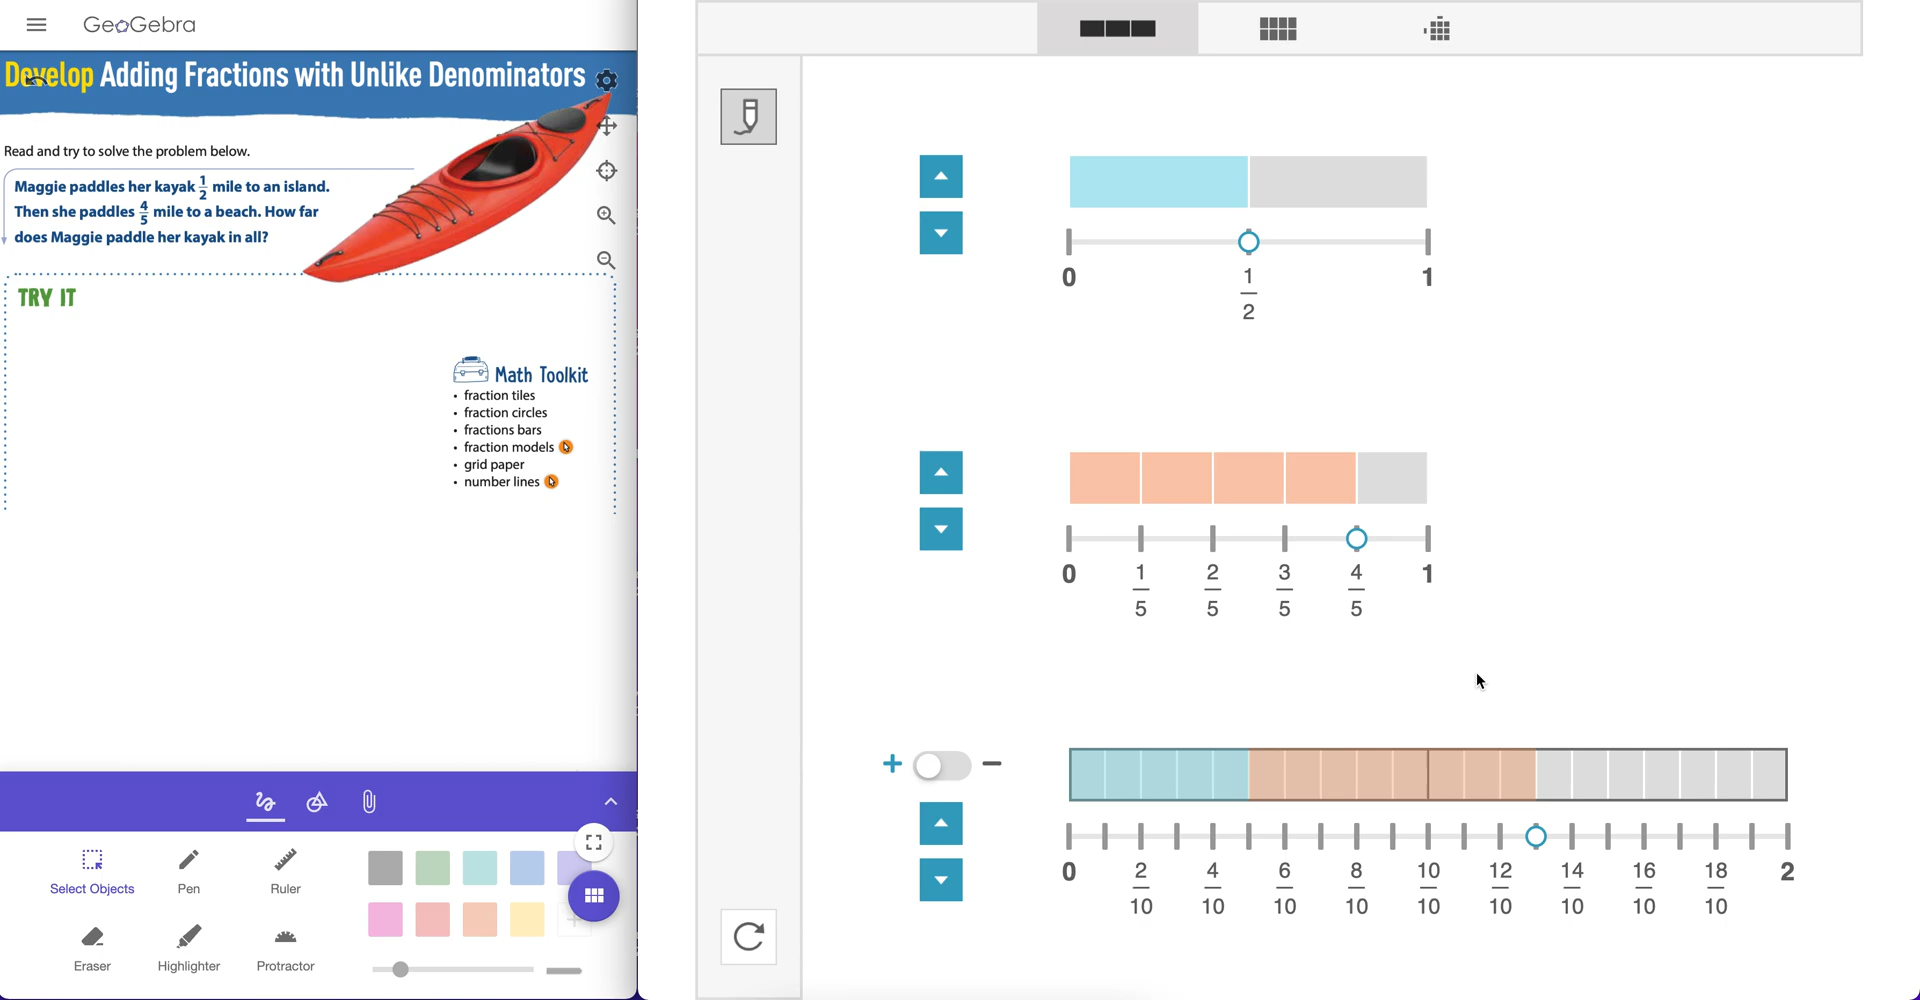 GeoGebra
Develop Adding Fractions with Unlike Denominators
Read and try to solve the problem below.
Maggie paddles her kayak 1/2 mile to an island.
Then she paddles 4/5 mile to a beach. How far
does Maggie paddle her kayak in all?
TRY IT
Math Toolkit
• fraction tiles
• fraction circles
• fractions bars
• fraction models
• grid paper
• number lines
Select Objects Pen Ruler
Eraser Highlighter Protractor
0 1/2 1
0 1/5 2/5 3/5 4/5 1
+ −
0 2/10 4/10 6/10 8/10 10/10 12/10 14/10 16/10 18/10 2